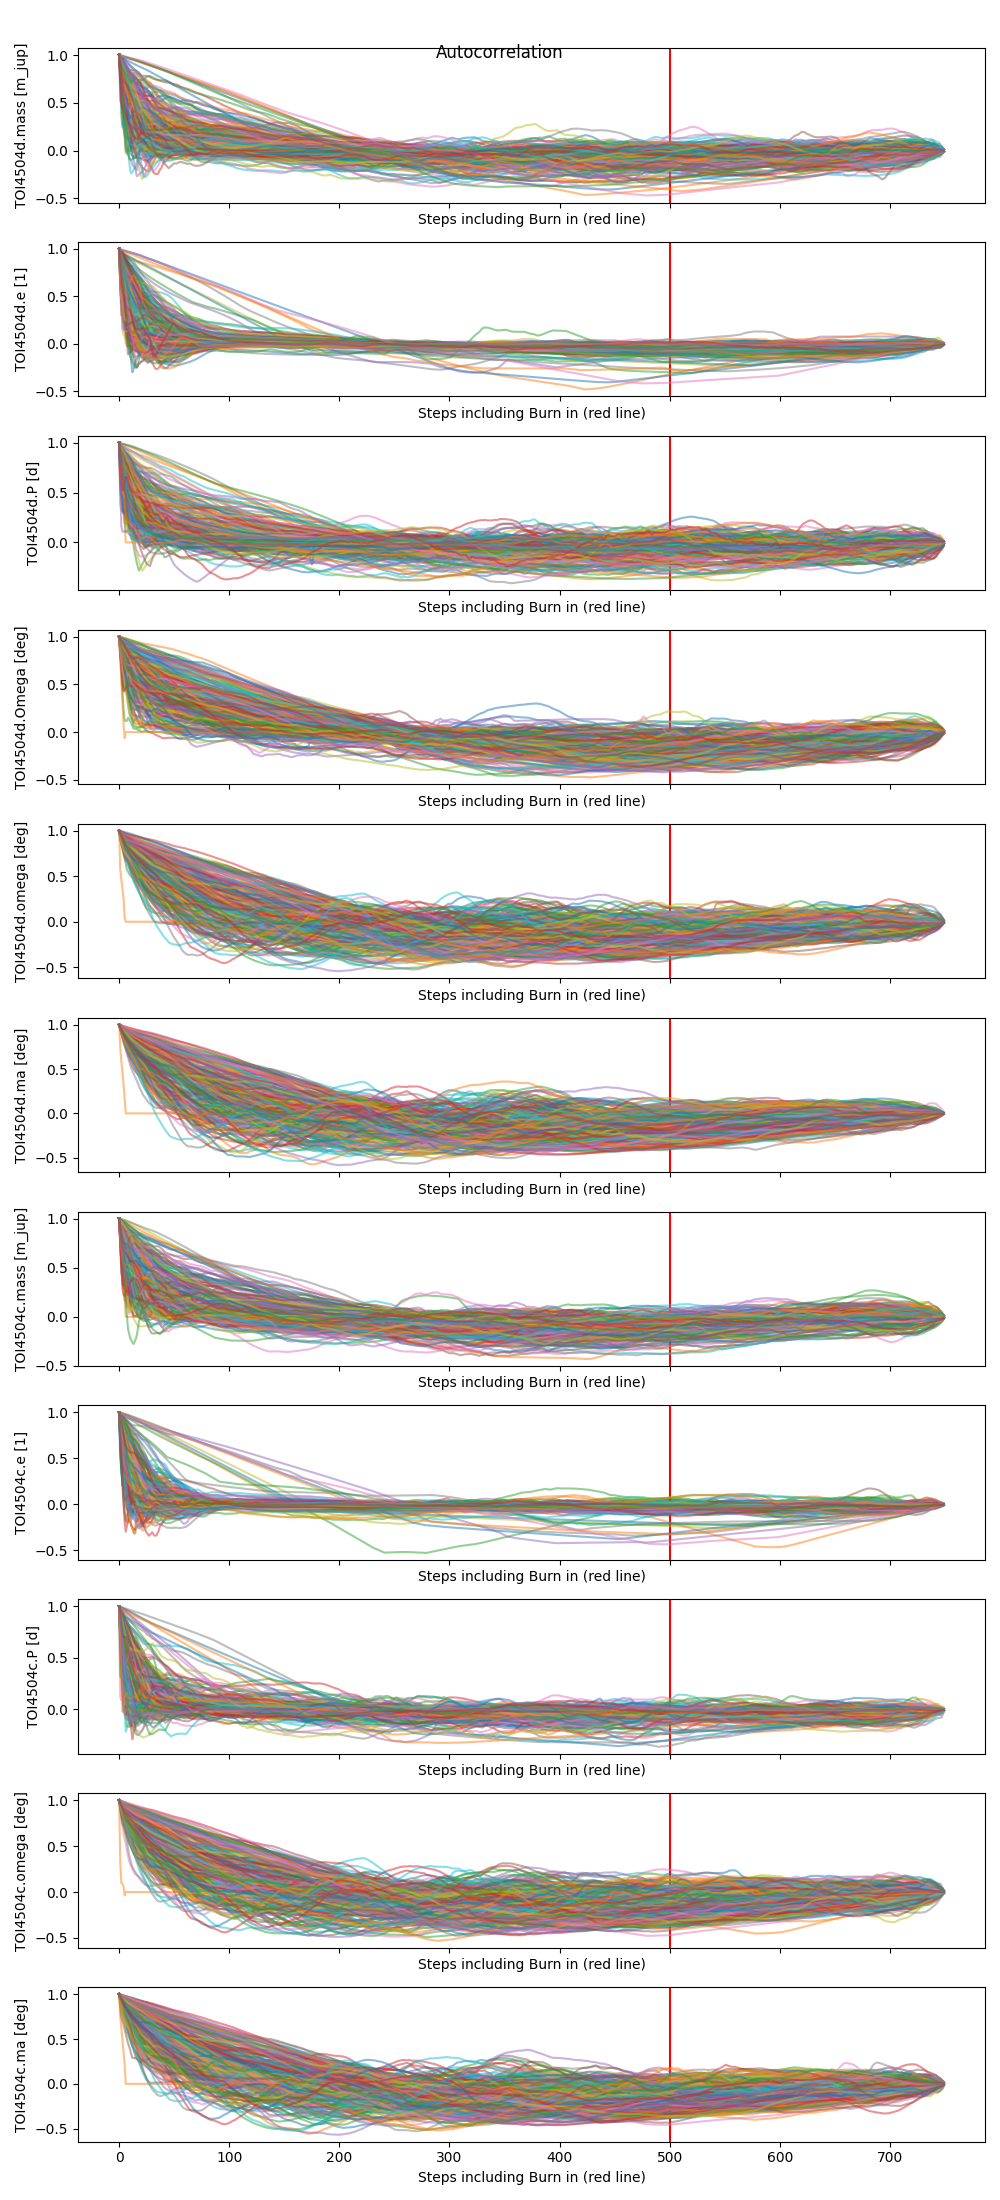 Autocorrelation
TOI4504d.mass [m_jup]
1.0
0.5
0.0
−0.5
Steps including Burn in (red line)
TOI4504d.e [1]
1.0
0.5
0.0
−0.5
Steps including Burn in (red line)
TOI4504d.P [d]
1.0
0.5
0.0
Steps including Burn in (red line)
TOI4504d.Omega [deg]
1.0
0.5
0.0
−0.5
Steps including Burn in (red line)
TOI4504d.omega [deg]
1.0
0.5
0.0
−0.5
Steps including Burn in (red line)
TOI4504d.ma [deg]
1.0
0.5
0.0
−0.5
Steps including Burn in (red line)
TOI4504c.mass [m_jup]
1.0
0.5
0.0
−0.5
Steps including Burn in (red line)
TOI4504c.e [1]
1.0
0.5
0.0
−0.5
Steps including Burn in (red line)
TOI4504c.P [d]
1.0
0.5
0.0
Steps including Burn in (red line)
TOI4504c.omega [deg]
1.0
0.5
0.0
−0.5
Steps including Burn in (red line)
TOI4504c.ma [deg]
1.0
0.5
0.0
−0.5
0 100 200 300 400 500 600 700
Steps including Burn in (red line)